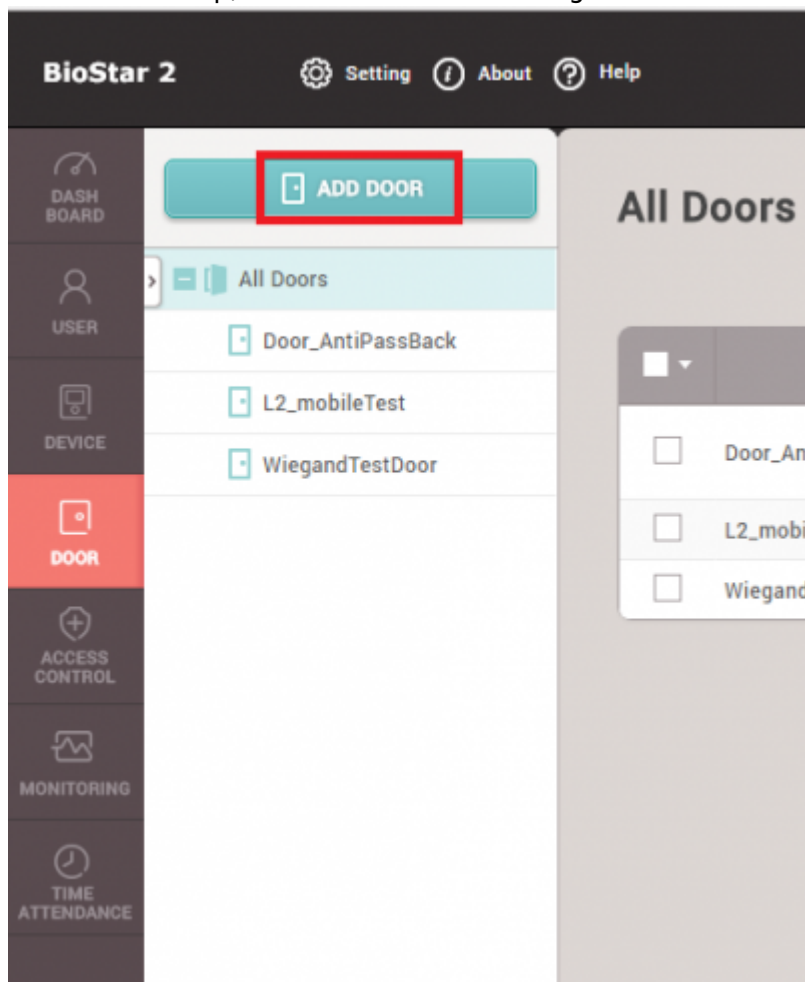 BioStar 2
Setting
About
Help
DASH
BOARD
USER
DEVICE
DOOR
ACCESS
CONTROL
MONITORING
TIME
ATTENDANCE
ADD DOOR
All Doors
Door_AntiPassBack
L2_mobileTest
WiegandTestDoor
All Doors
Door_An
L2_mobi
Wiegand